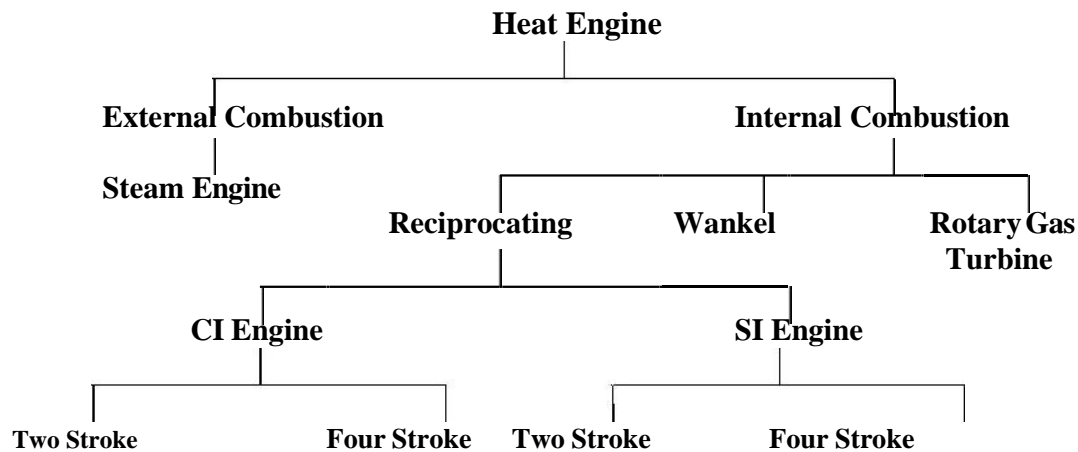 Heat Engine
External Combustion
Internal Combustion
Steam Engine
Reciprocating
Wankel
Rotary Gas
Turbine
CI Engine
SI Engine
Two Stroke
Four Stroke
Two Stroke
Four Stroke